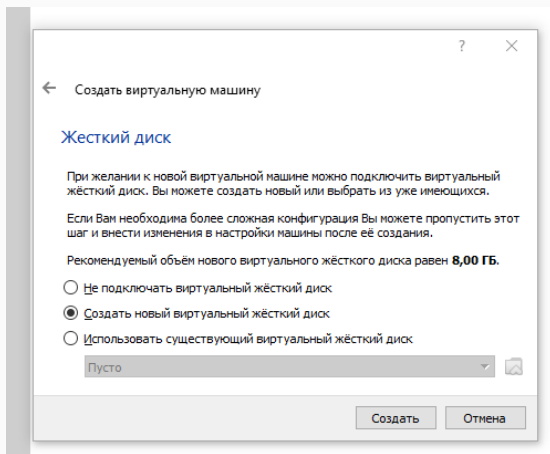 ?
Создать виртуальную машину
Жесткий диск
При желании к новой виртуальной машине можно подключить виртуальный
жёсткий диск. Вы можете создать новый или выбрать из уже имеющихся.
Если Вам необходима более сложная конфигурация Вы можете пропустить этот
шаг и внести изменения в настройки машины после её создания.
Рекомендуемый объём нового виртуального жёсткого диска равен 8,00 ГБ.
Не подключать виртуальный жёсткий диск
Создать новый виртуальный жёсткий диск
Использовать существующий виртуальный жёсткий диск
Пусто
Создать
Отмена